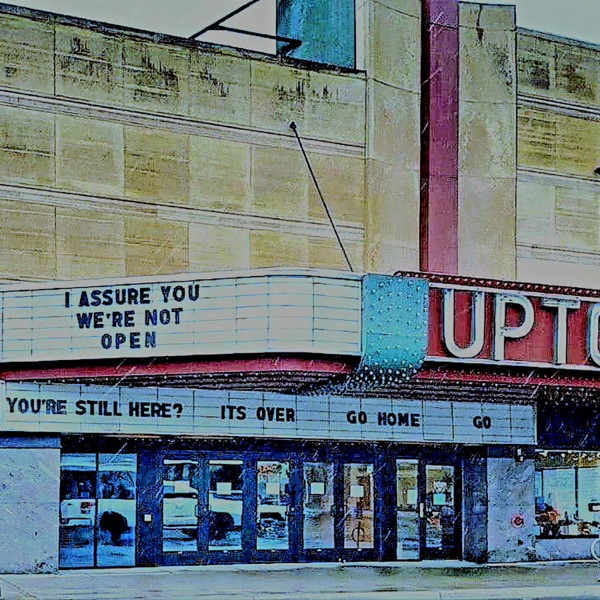 I ASSURE YOU
WE'RE NOT
OPEN
YOU'RE STILL HERE? ITS OVER GO HOME GO
UPTO